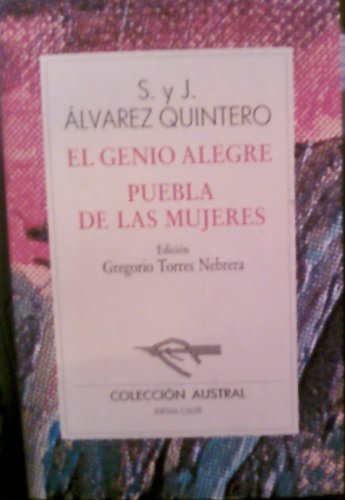 S. y J.
ÁLVAREZ QUINTERO
EL GENIO ALEGRE
PUEBLA
DE LAS MUJERES
Edición
Gregorio Torres Nebrera
COLECCIÓN AUSTRAL
ESPASA CALPE